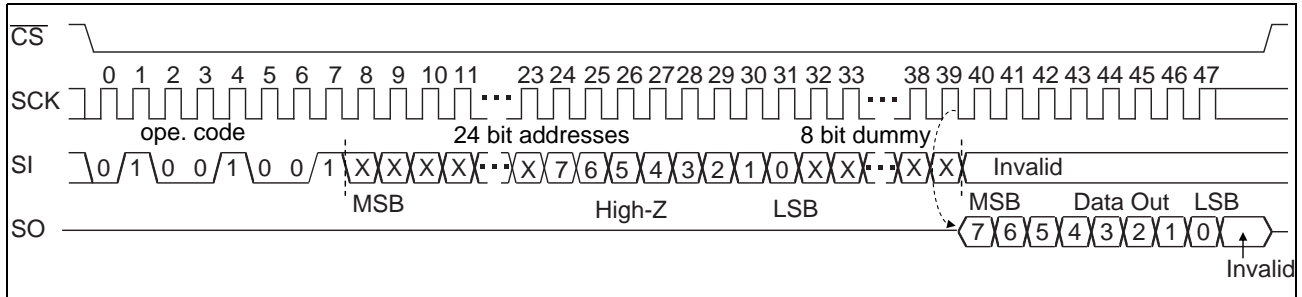 CS
0 1 2 3 4 5 6 7 8 9 10 11 23 24 25 26 27 28 29 30 31 32 33 38 39 40 41 42 43 44 45 46 47
SCK ... ... ...
ope. code 24 bit addresses 8 bit dummy
SI 0 1 0 0 1 0 0 1 X X X X ... X 7 6 5 4 3 2 1 0 X X ... X X Invalid
MSB High-Z LSB MSB Data Out LSB
SO 7 6 5 4 3 2 1 0
Invalid